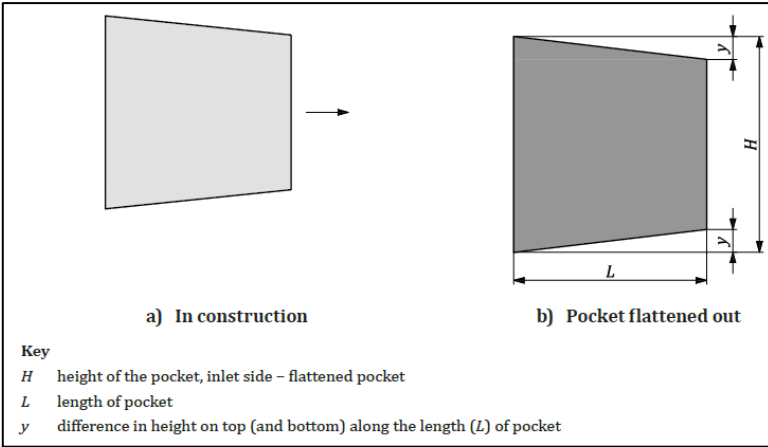 y
H
y
L
a) In construction
b) Pocket flattened out
Key
H height of the pocket, inlet side – flattened pocket
L length of pocket
y difference in height on top (and bottom) along the length (L) of pocket